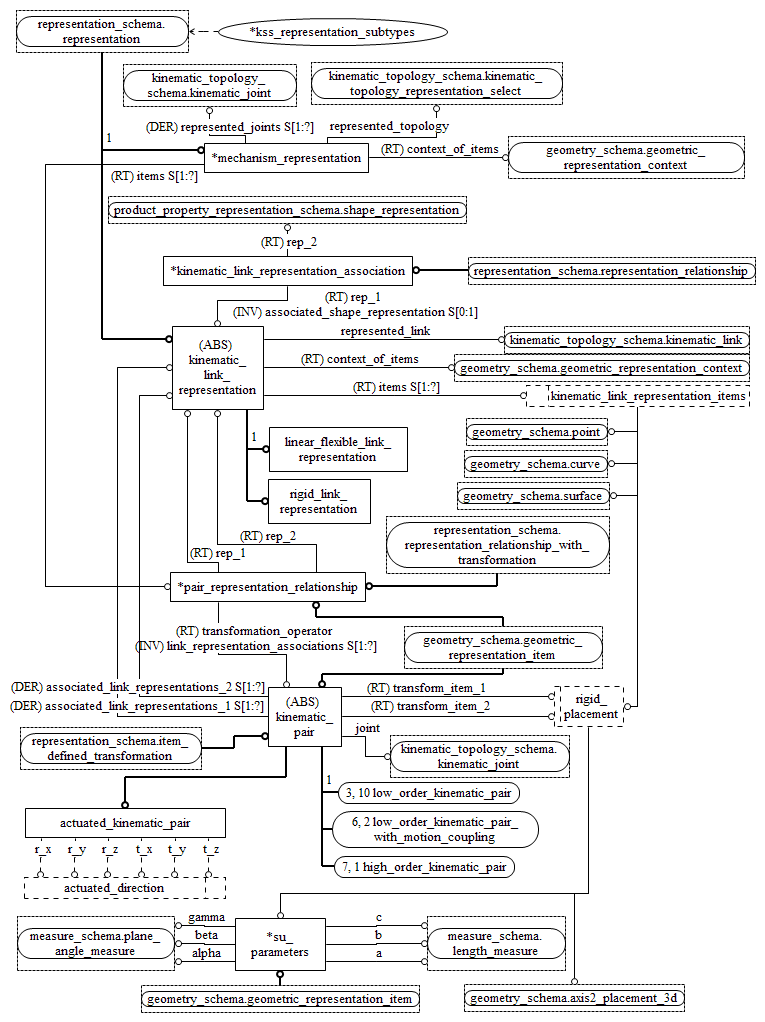 representation_schema.
representation
*kss_representation_subtypes
kinematic_topology_
schema.kinematic_joint
kinematic_topology_schema.kinematic_
topology_representation_select
(DER) represented_joints S[1:?]
represented_topology
1
*mechanism_representation
(RT) context_of_items
geometry_schema.geometric_
representation_context
(RT) items S[1:?]
product_property_representation_schema.shape_representation
(RT) rep_2
*kinematic_link_representation_association
representation_schema.representation_relationship
(RT) rep_1
(INV) associated_shape_representation S[0:1]
(ABS)
kinematic_
link_
representation
represented_link
kinematic_topology_schema.kinematic_link
(RT) context_of_items
geometry_schema.geometric_representation_context
(RT) items S[1:?]
kinematic_link_representation_items
geometry_schema.point
1
linear_flexible_link_
representation
geometry_schema.curve
rigid_link_
representation
geometry_schema.surface
representation_schema.
representation_relationship_with_
transformation
(RT) rep_2
(RT) rep_1
*pair_representation_relationship
(RT) transformation_operator
(INV) link_representation_associations S[1:?]
geometry_schema.geometric_
representation_item
(DER) associated_link_representations_2 S[1:?]
(DER) associated_link_representations_1 S[1:?]
(ABS)
kinematic_
pair
(RT) transform_item_1
(RT) transform_item_2
rigid_
placement
joint
representation_schema.item_
defined_transformation
kinematic_topology_schema.
kinematic_joint
1
3, 10 low_order_kinematic_pair
6, 2 low_order_kinematic_pair_
with_motion_coupling
7, 1 high_order_kinematic_pair
actuated_kinematic_pair
r_x r_y r_z t_x t_y t_z
actuated_direction
measure_schema.plane_
angle_measure
gamma
beta
alpha
*su_
parameters
c
b
a
measure_schema.
length_measure
geometry_schema.geometric_representation_item
geometry_schema.axis2_placement_3d